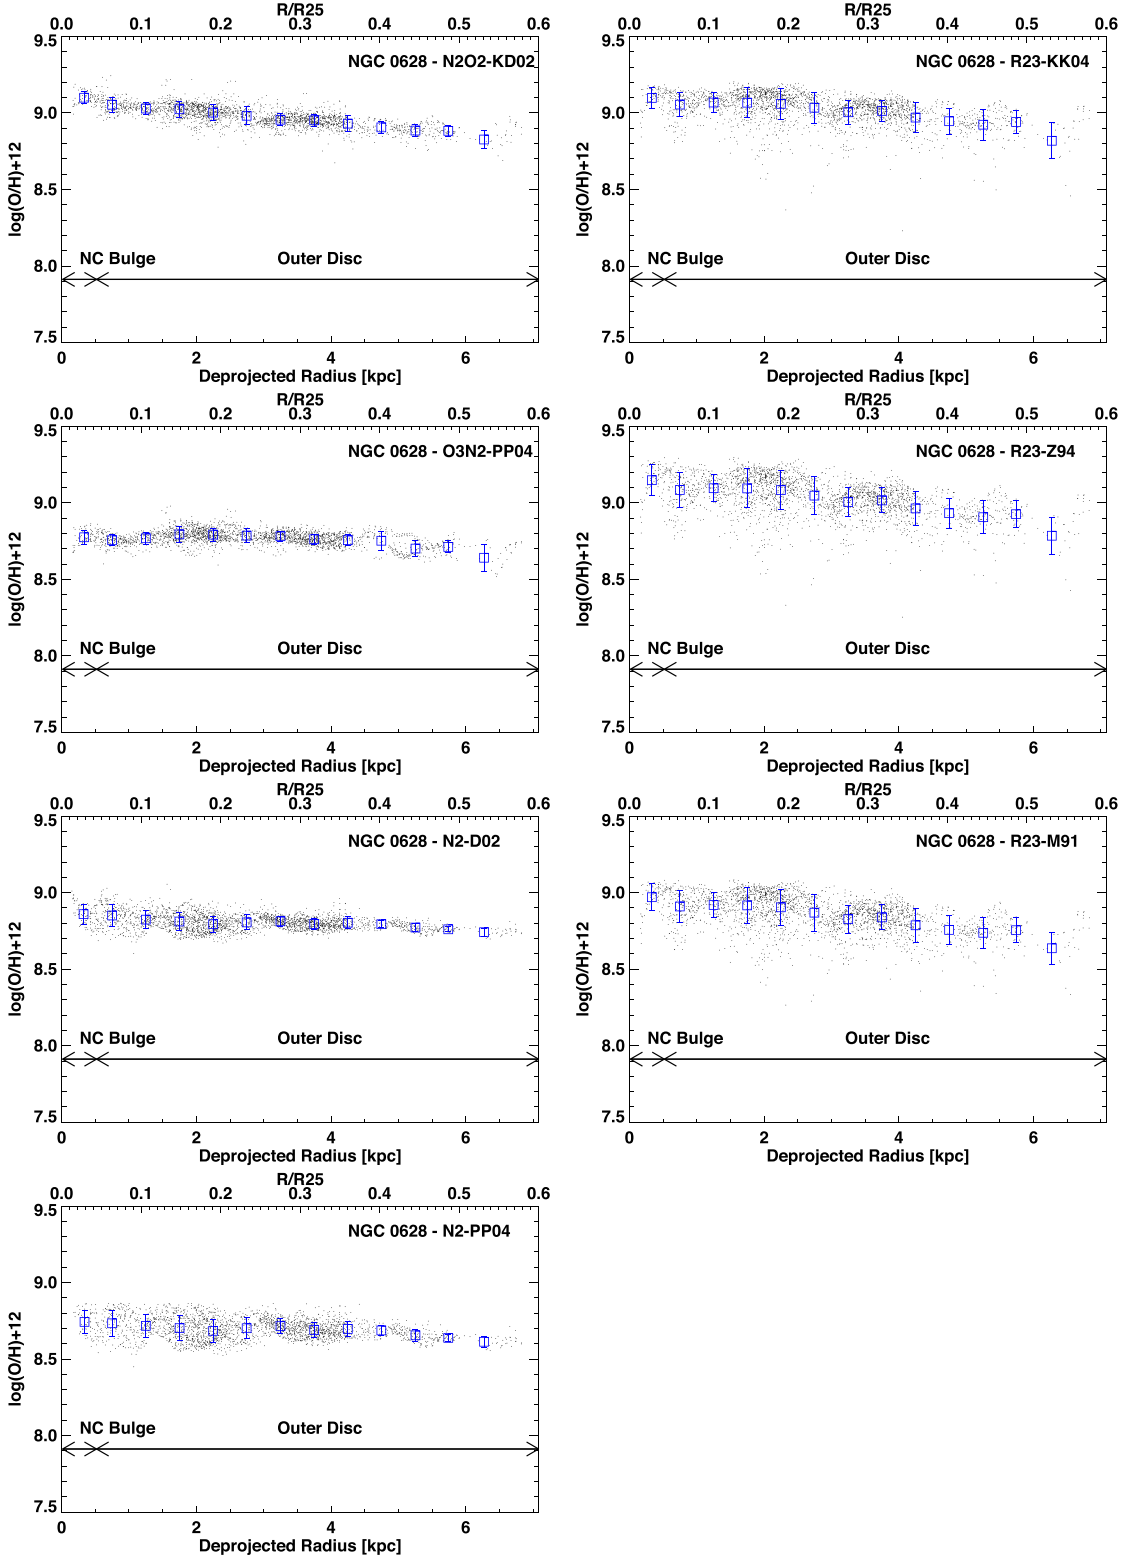 R/R25
0.0 0.1 0.2 0.3 0.4 0.5 0.6
9.5
NGC 0628 - N2O2-KD02
9.0
log(O/H)+12
8.5
NC Bulge Outer Disc
8.0
7.5
0 2 4 6
Deprojected Radius [kpc]
R/R25
0.0 0.1 0.2 0.3 0.4 0.5 0.6
9.5
NGC 0628 - R23-KK04
9.0
log(O/H)+12
8.5
NC Bulge Outer Disc
8.0
7.5
0 2 4 6
Deprojected Radius [kpc]
R/R25
0.0 0.1 0.2 0.3 0.4 0.5 0.6
9.5
NGC 0628 - O3N2-PP04
9.0
log(O/H)+12
8.5
NC Bulge Outer Disc
8.0
7.5
0 2 4 6
Deprojected Radius [kpc]
R/R25
0.0 0.1 0.2 0.3 0.4 0.5 0.6
9.5
NGC 0628 - R23-Z94
9.0
log(O/H)+12
8.5
NC Bulge Outer Disc
8.0
7.5
0 2 4 6
Deprojected Radius [kpc]
R/R25
0.0 0.1 0.2 0.3 0.4 0.5 0.6
9.5
NGC 0628 - N2-D02
9.0
log(O/H)+12
8.5
NC Bulge Outer Disc
8.0
7.5
0 2 4 6
Deprojected Radius [kpc]
R/R25
0.0 0.1 0.2 0.3 0.4 0.5 0.6
9.5
NGC 0628 - R23-M91
9.0
log(O/H)+12
8.5
NC Bulge Outer Disc
8.0
7.5
0 2 4 6
Deprojected Radius [kpc]
R/R25
0.0 0.1 0.2 0.3 0.4 0.5 0.6
9.5
NGC 0628 - N2-PP04
9.0
log(O/H)+12
8.5
NC Bulge Outer Disc
8.0
7.5
0 2 4 6
Deprojected Radius [kpc]